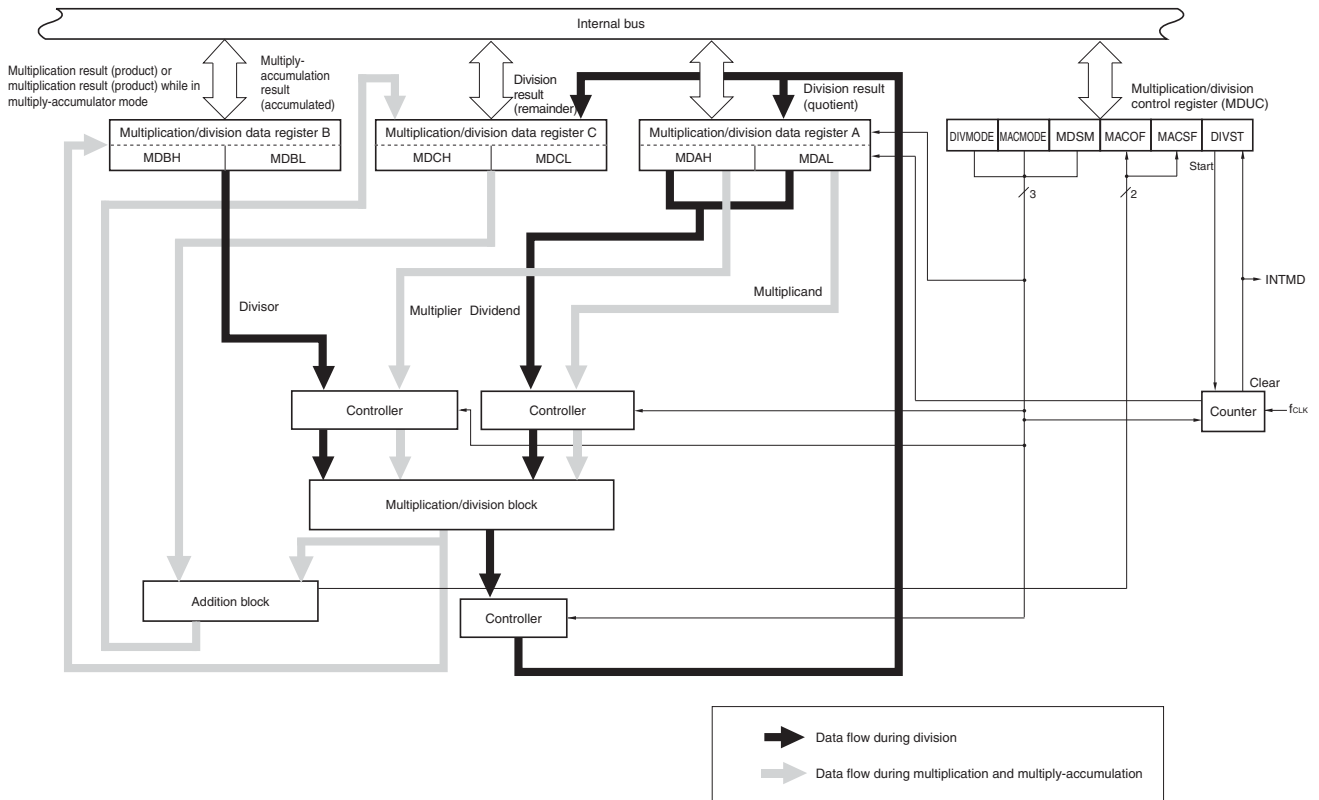 Internal bus
Multiplication result (product) or
multiplication result (product) while in
multiply-accumulator mode
Multiply-
accumulation
result
(accumulated)
Division
result
(remainder)
Division result
(quotient)
Multiplication/division
control register (MDUC)
Multiplication/division data register B
MDBH
MDBL
Multiplication/division data register C
MDCH
MDCL
Multiplication/division data register A
MDAH
MDAL
DIVMODE
MACMODE
MDSM
MACOF
MACSF
DIVST
Start
3
2
INTMD
Divisor
Multiplier
Dividend
Multiplicand
Clear
Controller
Controller
Counter
fCLK
Multiplication/division block
Addition block
Controller
Data flow during division
Data flow during multiplication and multiply-accumulation